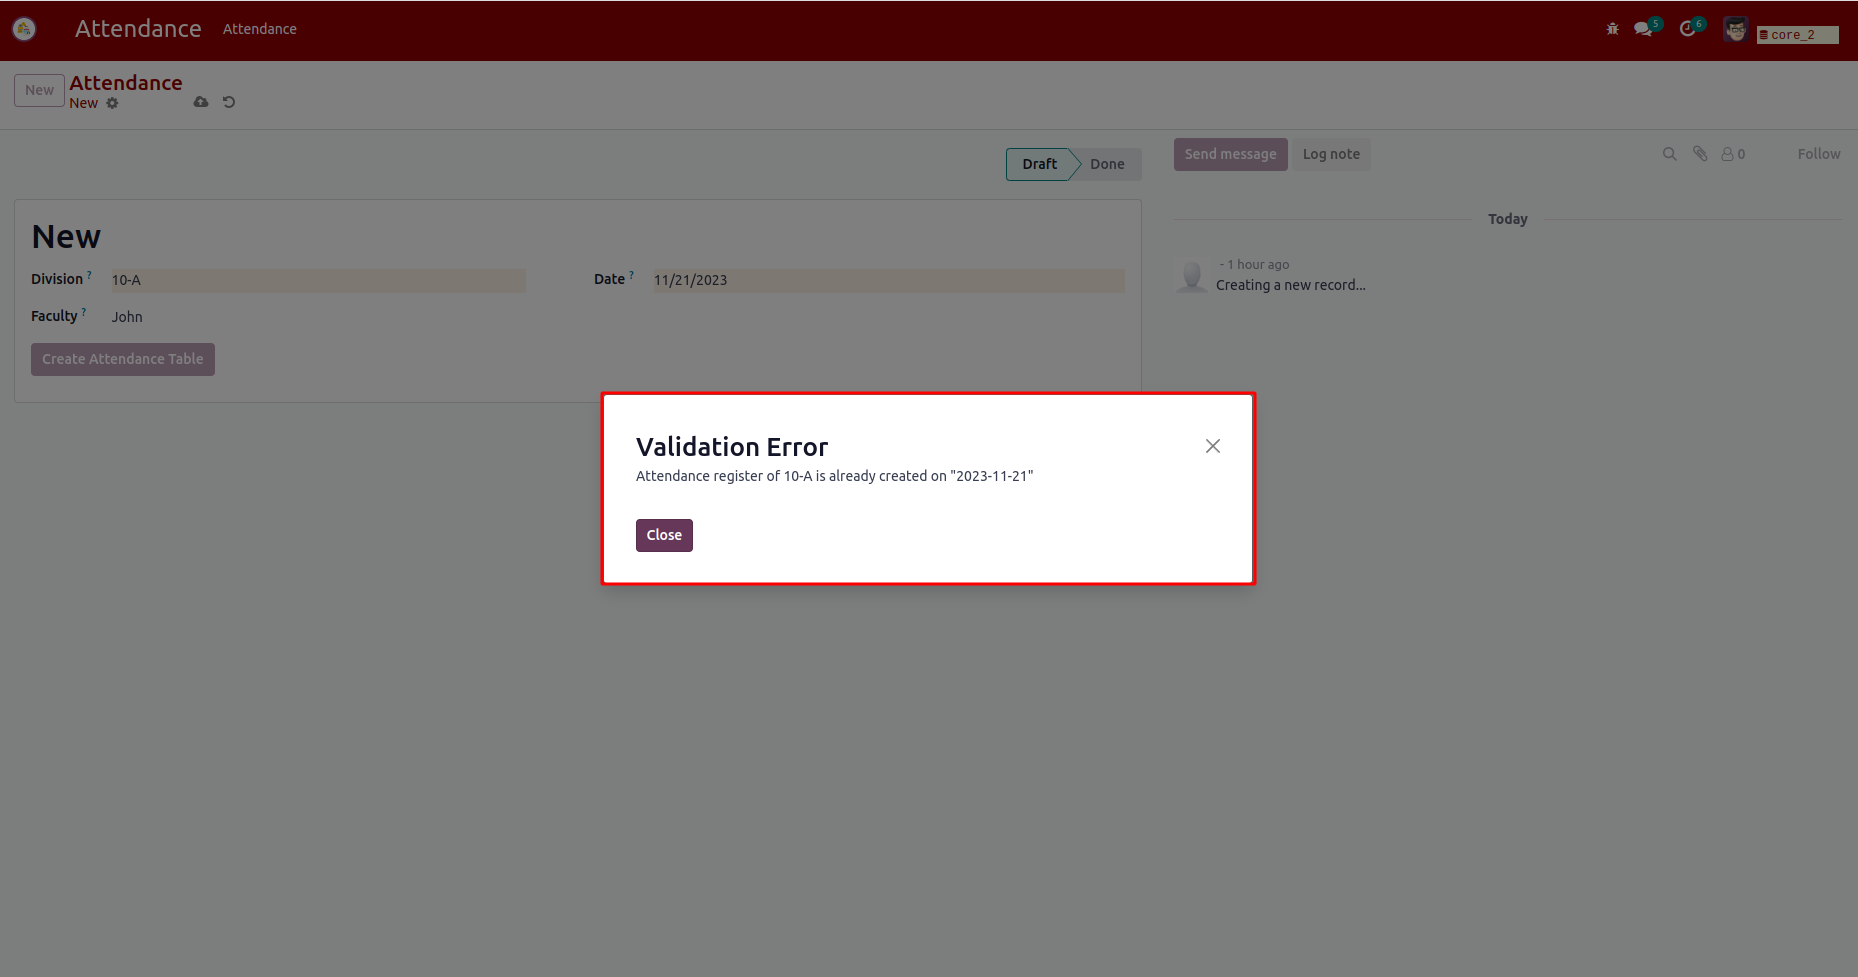 Attendance Attendance 5 6 core_2
New Attendance
New
Draft Done Send message Log note 0 Follow
Today
New
Division ? 10-A Date ? 11/21/2023
- 1 hour ago
Creating a new record...
Faculty ? John
Create Attendance Table
Validation Error
Attendance register of 10-A is already created on "2023-11-21"
Close